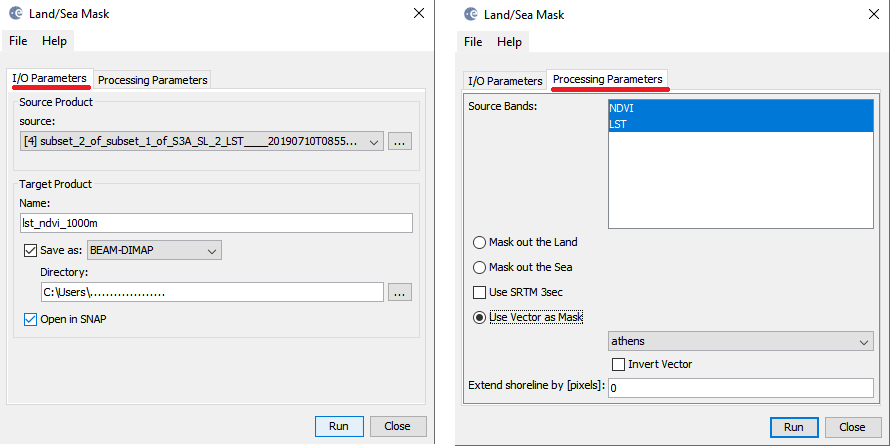 Land/Sea Mask
File Help
I/O Parameters Processing Parameters
Source Product
source:
[4] subset_2_of_subset_1_of_S3A_SL_2_LST____20190710T0855...
...
Target Product
Name:
lst_ndvi_1000m
Save as: BEAM-DIMAP
Directory:
C:\Users\...................
...
Open in SNAP
Run Close
Land/Sea Mask
File Help
I/O Parameters Processing Parameters
Source Bands: NDVI
LST
Mask out the Land
Mask out the Sea
Use SRTM 3sec
Use Vector as Mask
athens
Invert Vector
Extend shoreline by [pixels]: 0
Run Close